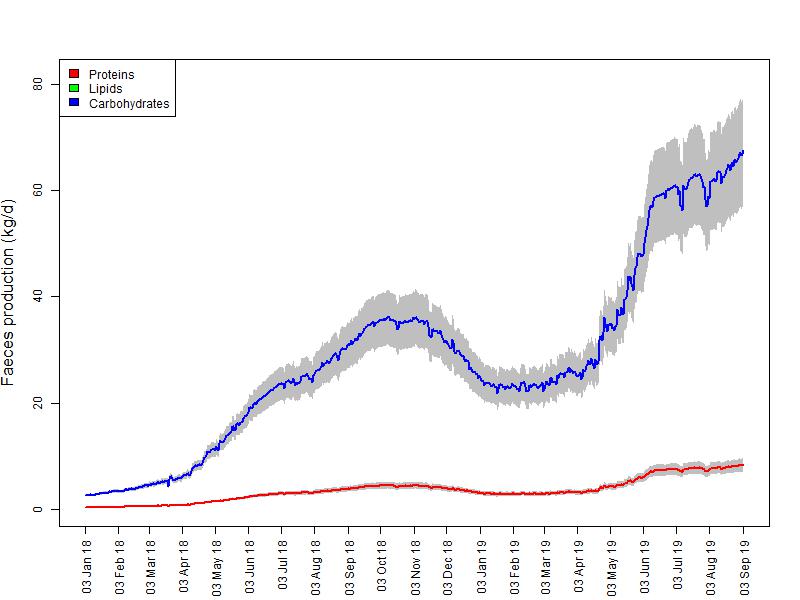 Proteins
Lipids
Carbohydrates
Faeces production (kg/d)
80
60
40
20
0
03 Jan 18
03 Feb 18
03 Mar 18
03 Apr 18
03 May 18
03 Jun 18
03 Jul 18
03 Aug 18
03 Sep 18
03 Oct 18
03 Nov 18
03 Dec 18
03 Jan 19
03 Feb 19
03 Mar 19
03 Apr 19
03 May 19
03 Jun 19
03 Jul 19
03 Aug 19
03 Sep 19